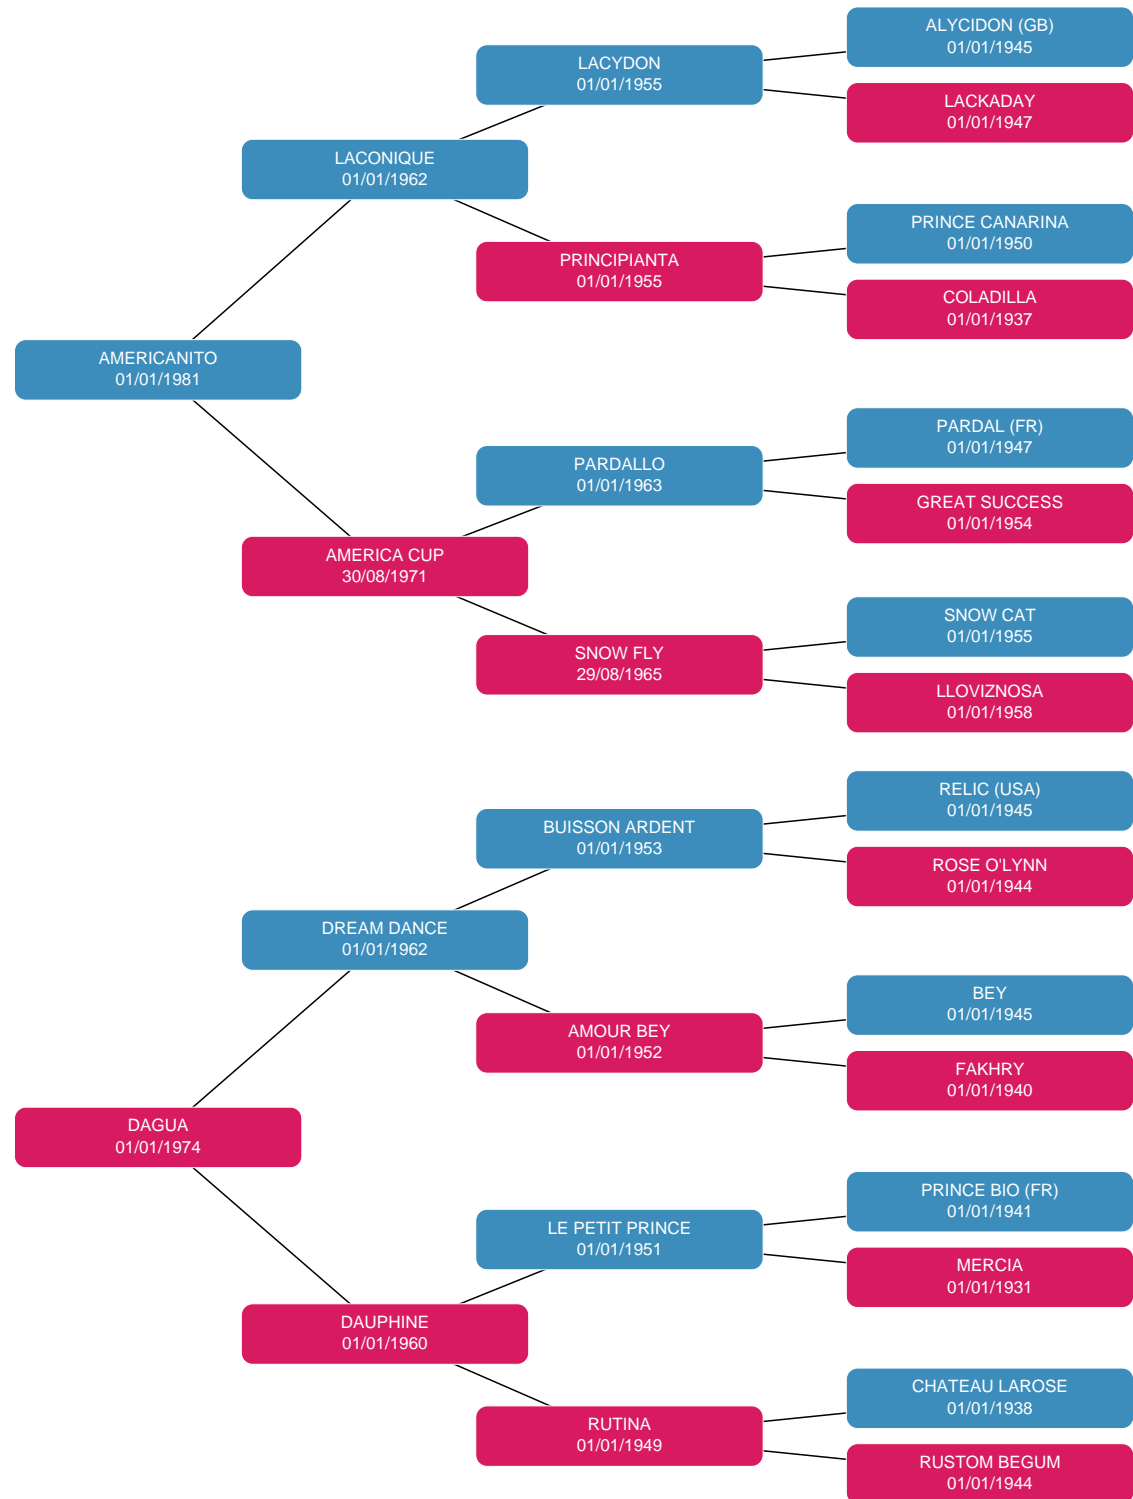 ALYCIDON (GB)
01/01/1945
LACYDON
01/01/1955
LACKADAY
01/01/1947
LACONIQUE
01/01/1962
PRINCE CANARINA
01/01/1950
PRINCIPIANTA
01/01/1955
COLADILLA
01/01/1937
AMERICANITO
01/01/1981
PARDAL (FR)
01/01/1947
PARDALLO
01/01/1963
GREAT SUCCESS
01/01/1954
AMERICA CUP
30/08/1971
SNOW CAT
01/01/1955
SNOW FLY
29/08/1965
LLOVIZNOSA
01/01/1958
RELIC (USA)
01/01/1945
BUISSON ARDENT
01/01/1953
ROSE O'LYNN
01/01/1944
DREAM DANCE
01/01/1962
BEY
01/01/1945
AMOUR BEY
01/01/1952
FAKHRY
01/01/1940
DAGUA
01/01/1974
PRINCE BIO (FR)
01/01/1941
LE PETIT PRINCE
01/01/1951
MERCIA
01/01/1931
DAUPHINE
01/01/1960
CHATEAU LAROSE
01/01/1938
RUTINA
01/01/1949
RUSTOM BEGUM
01/01/1944